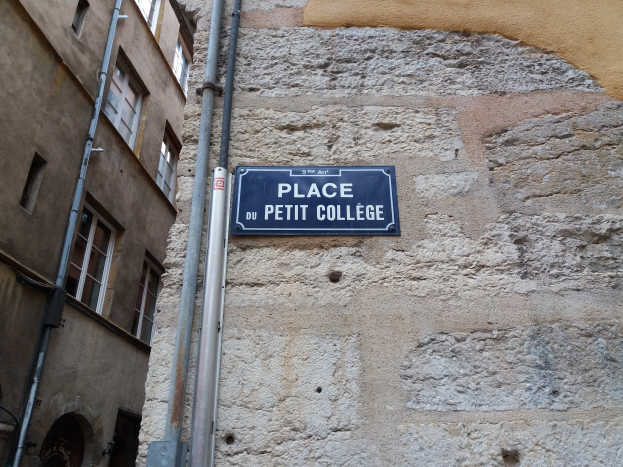 5ème Arrt
PLACE
DU PETIT COLLÈGE